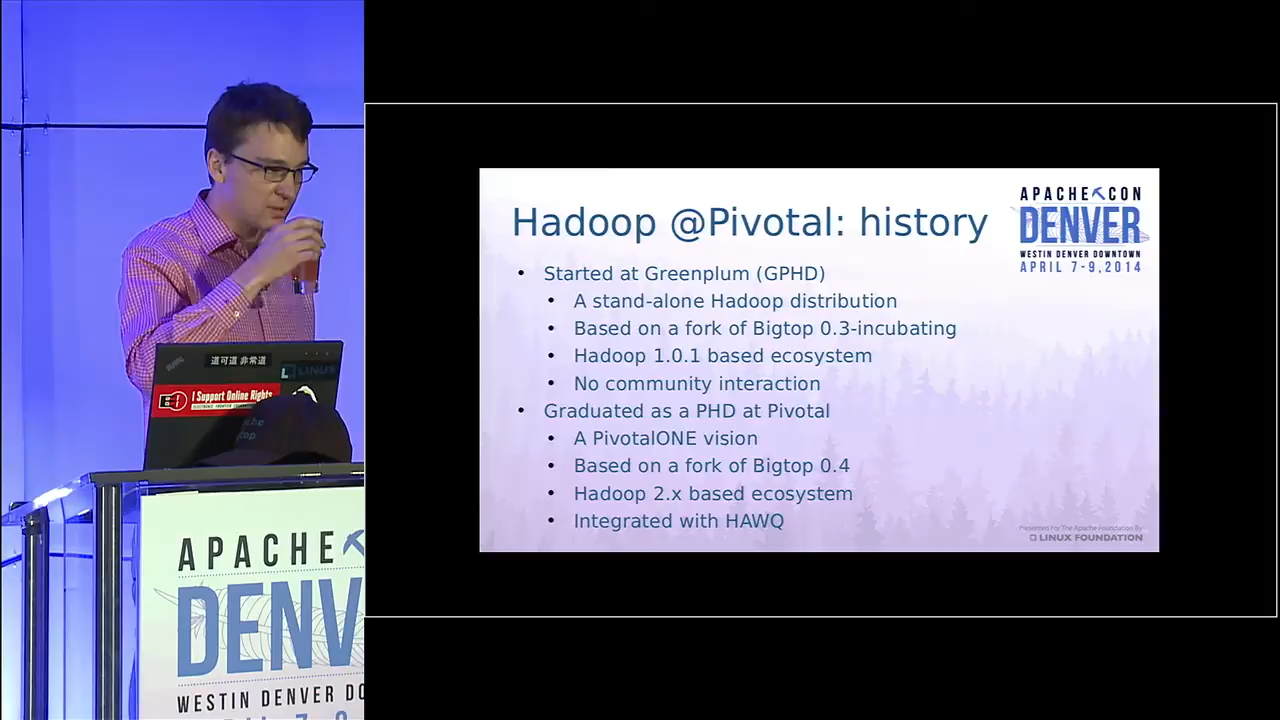 道可道 非常道
LINUX
I Support Online Rights
APACHE
DENV
WESTIN DENVER DO
Hadoop @Pivotal: history
• Started at Greenplum (GPHD)
• A stand-alone Hadoop distribution
• Based on a fork of Bigtop 0.3-incubating
• Hadoop 1.0.1 based ecosystem
• No community interaction
• Graduated as a PHD at Pivotal
• A PivotalONE vision
• Based on a fork of Bigtop 0.4
• Hadoop 2.x based ecosystem
• Integrated with HAWQ
APACHE CON
DENVER
WESTIN DENVER DOWNTOWN
APRIL 7-9, 2014
Presented For The Apache Foundation By
LINUX FOUNDATION